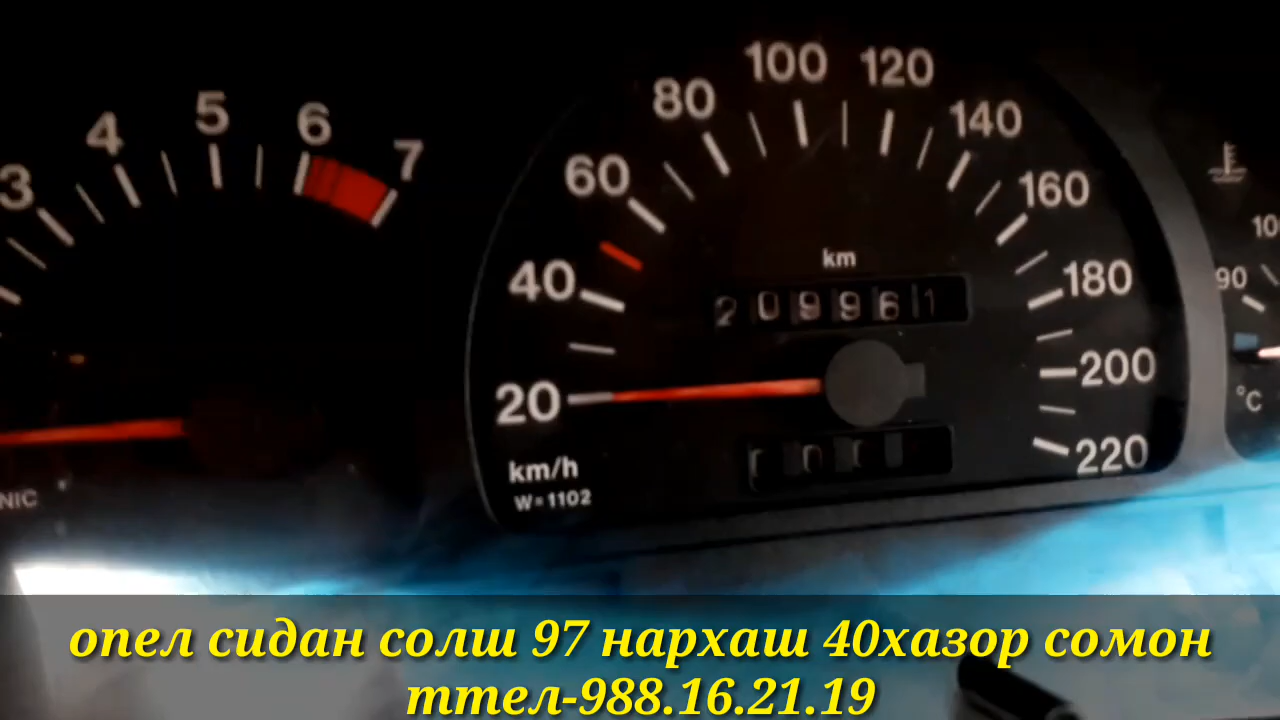 3 4 5 6 7
NIC
20 40 60 80 100 120 140 160 180 200 220
km
209961
km/h
W=1102
90
°C
опел сидан солш 97 нархаш 40хазор сомон
ттел-988.16.21.19